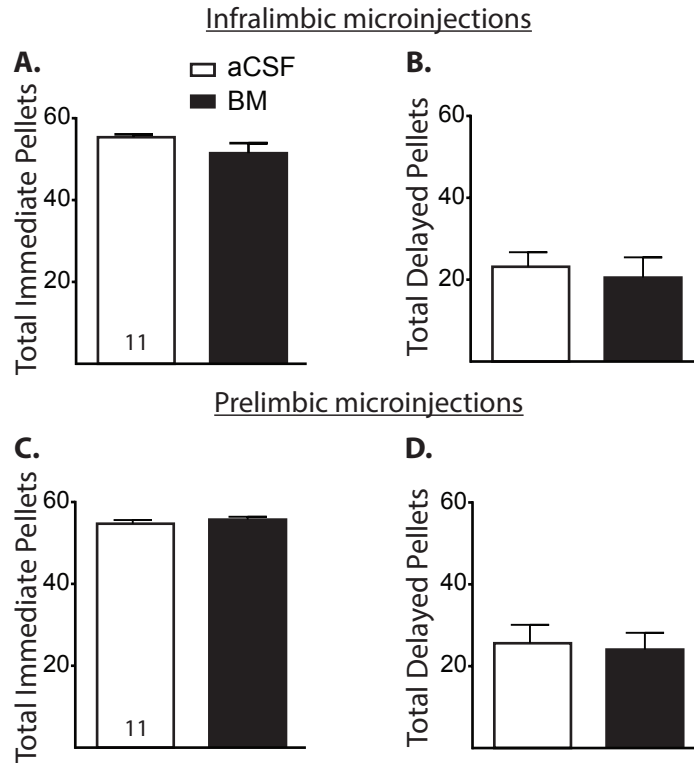 Infralimbic microinjections
A.
aCSF
BM
B.
Total Immediate Pellets
60
40
20
11
Total Delayed Pellets
60
40
20
Prelimbic microinjections
C.
D.
Total Immediate Pellets
60
40
20
11
Total Delayed Pellets
60
40
20